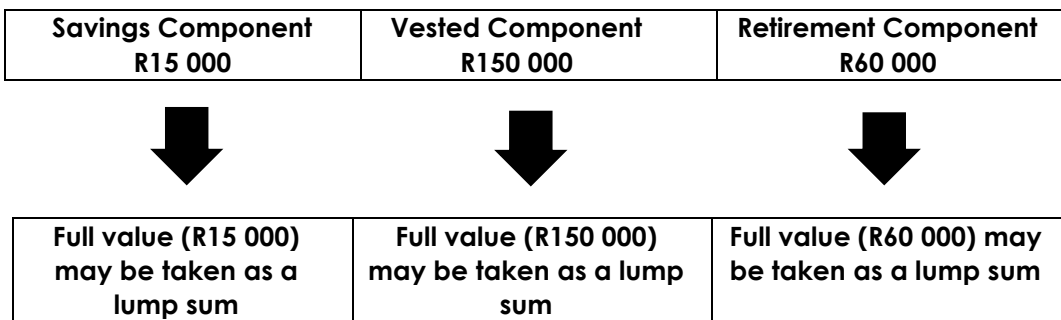 Savings Component
R15 000
Vested Component
R150 000
Retirement Component
R60 000
Full value (R15 000)
may be taken as a
lump sum
Full value (R150 000)
may be taken as a lump
sum
Full value (R60 000) may
be taken as a lump sum